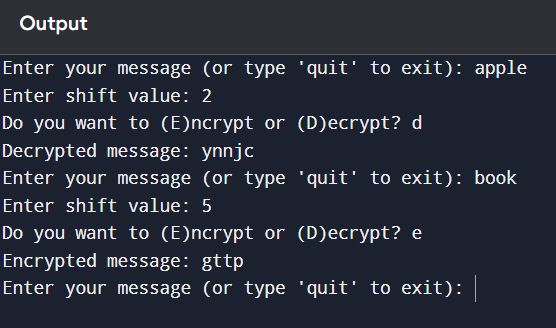 Output
Enter your message (or type 'quit' to exit): apple
Enter shift value: 2
Do you want to (E)ncrypt or (D)ecrypt? d
Decrypted message: ynnjc
Enter your message (or type 'quit' to exit): book
Enter shift value: 5
Do you want to (E)ncrypt or (D)ecrypt? e
Encrypted message: gttp
Enter your message (or type 'quit' to exit):